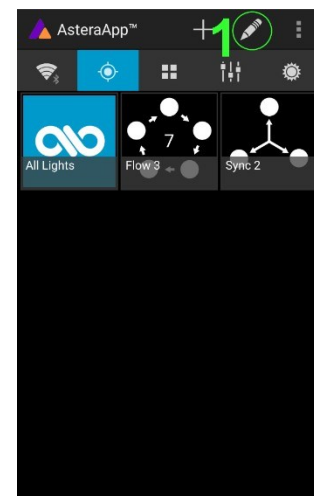 AsteraApp™
1
7
All Lights
Flow 3
Sync 2